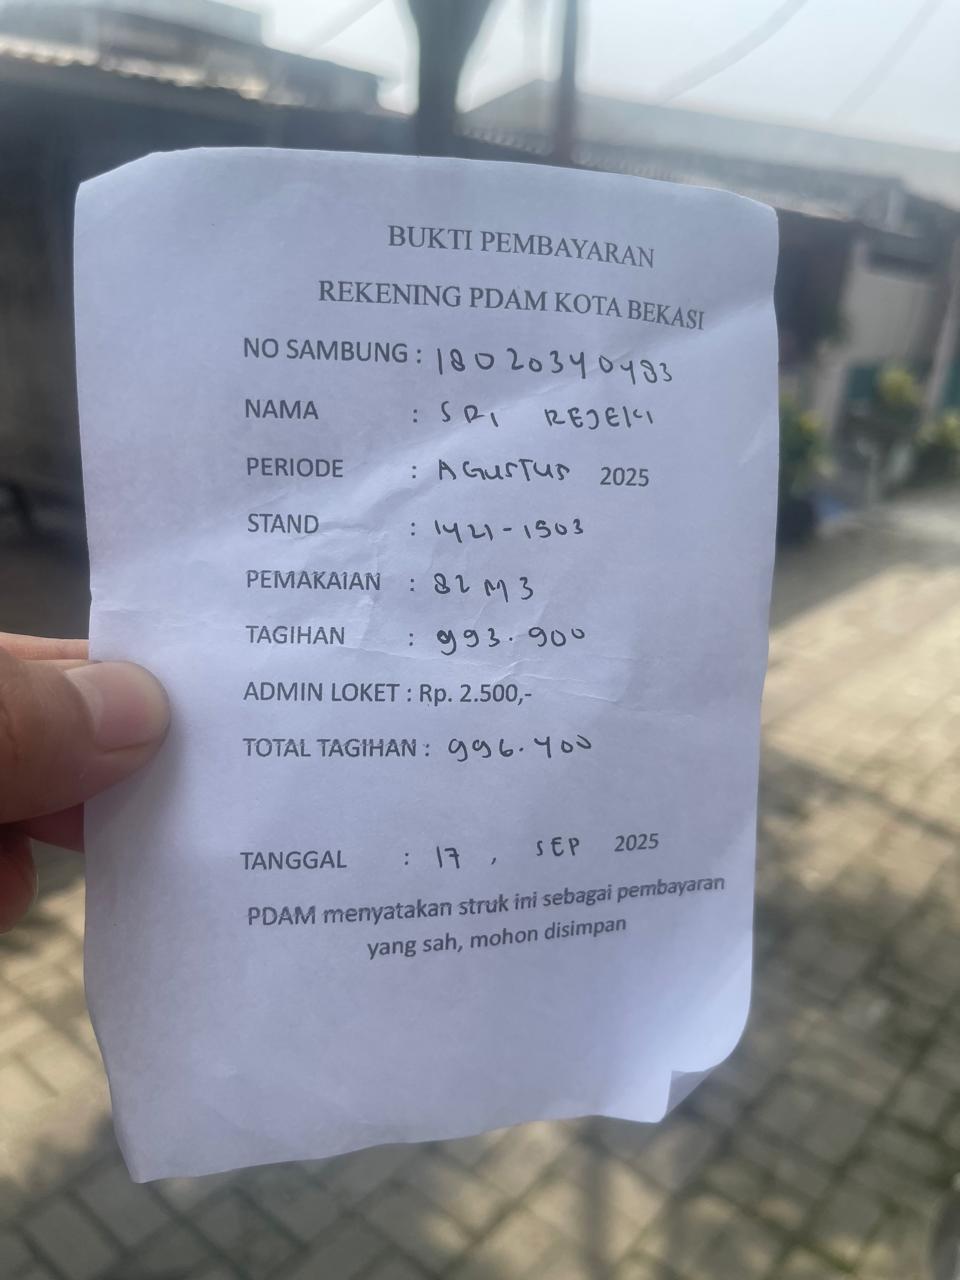 BUKTI PEMBAYARAN
REKENING PDAM KOTA BEKASI
NO SAMBUNG : 18020340483
NAMA : SRI REJEKI
PERIODE : AGUSTUS 2025
STAND : 1421-1503
PEMAKAIAN : 82 M3
TAGIHAN : 993.900
ADMIN LOKET : Rp. 2.500,-
TOTAL TAGIHAN : 996.400
TANGGAL : 17, SEP 2025
PDAM menyatakan struk ini sebagai pembayaran
yang sah, mohon disimpan